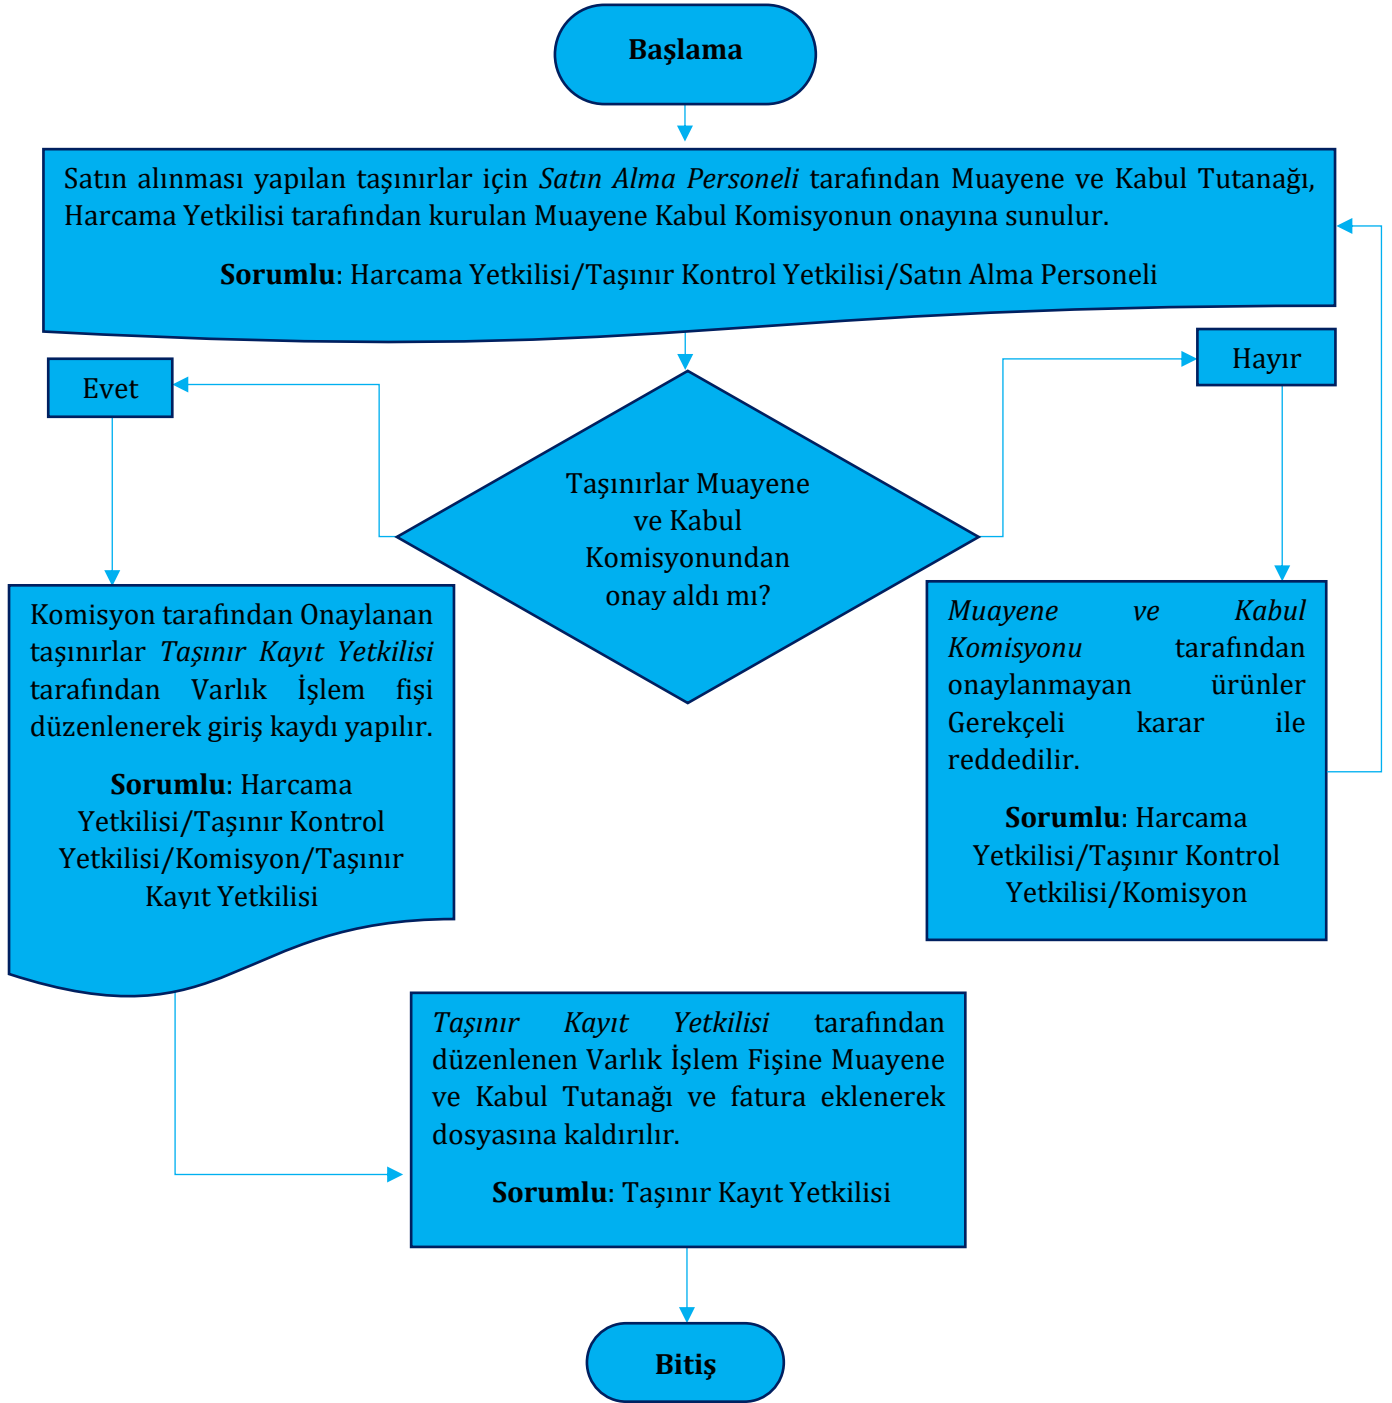 Başlama
Satın alınması yapılan taşınırlar için Satın Alma Personeli tarafından Muayene ve Kabul Tutanağı,
Harcama Yetkilisi tarafından kurulan Muayene Kabul Komisyonun onayına sunulur.
Sorumlu: Harcama Yetkilisi/Taşınır Kontrol Yetkilisi/Satın Alma Personeli
Evet
Hayır
Taşınırlar Muayene
ve Kabul
Komisyonundan
onay aldı mı?
Komisyon tarafından Onaylanan
taşınırlar Taşınır Kayıt Yetkilisi
tarafından Varlık İşlem fişi
düzenlenerek giriş kaydı yapılır.
Sorumlu: Harcama
Yetkilisi/Taşınır Kontrol
Yetkilisi/Komisyon/Taşınır
Kayıt Yetkilisi
Muayene ve Kabul
Komisyonu tarafından
onaylanmayan ürünler
Gerekçeli karar ile
reddedilir.
Sorumlu: Harcama
Yetkilisi/Taşınır Kontrol
Yetkilisi/Komisyon
Taşınır Kayıt Yetkilisi tarafından
düzenlenen Varlık İşlem Fişine Muayene
ve Kabul Tutanağı ve fatura eklenerek
dosyasına kaldırılır.
Sorumlu: Taşınır Kayıt Yetkilisi
Bitiş